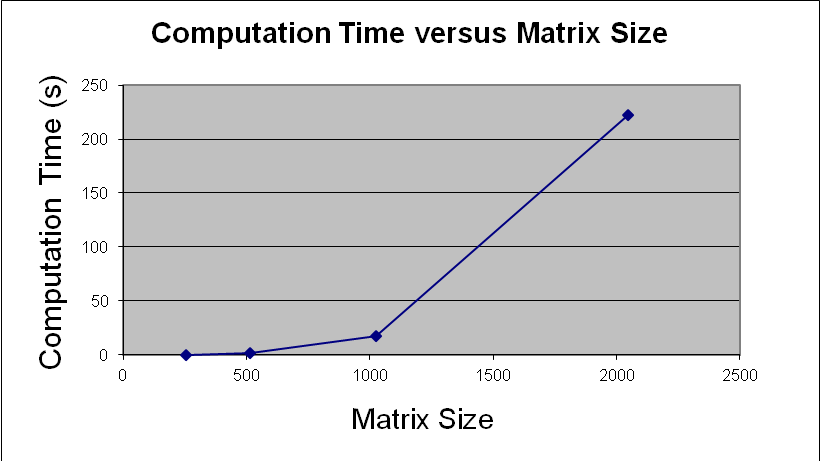 Computation Time versus Matrix Size
Computation Time (s)
250
200
150
100
50
0
0 500 1000 1500 2000 2500
Matrix Size